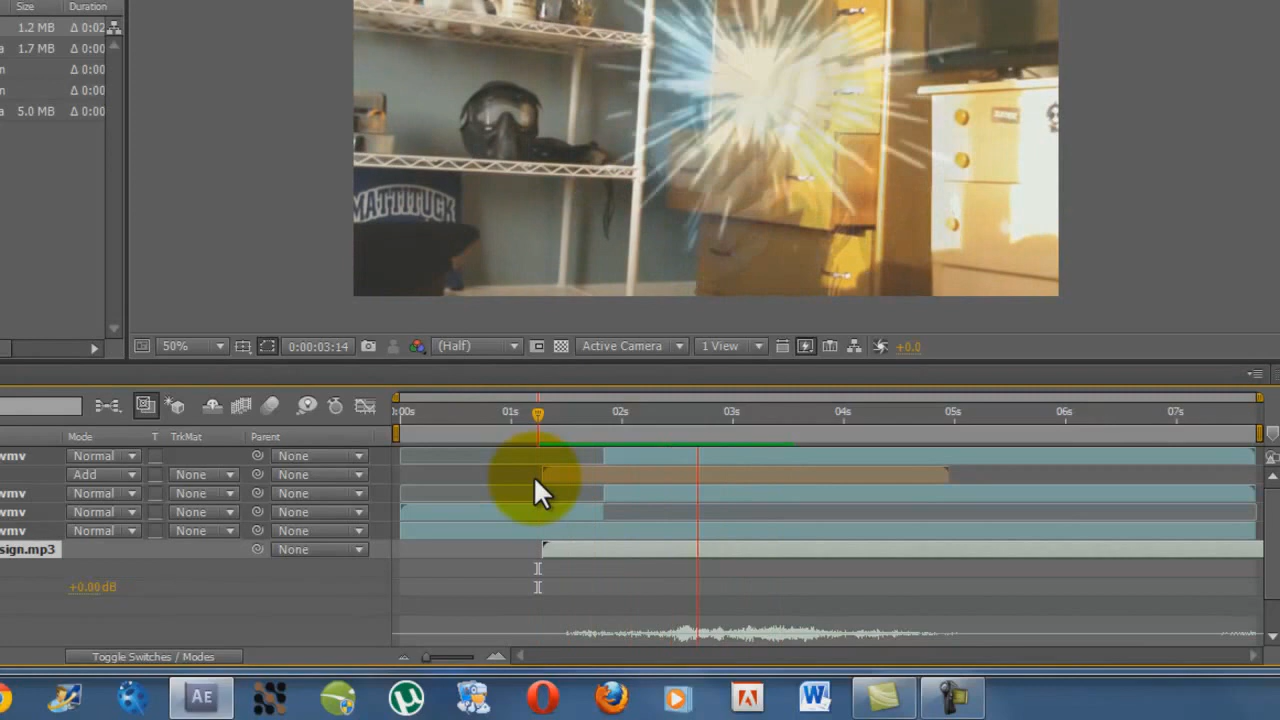 Size Duration
1.2 MB Δ 0:02
a 1.7 MB Δ 0:00
n Δ 0:00
n Δ 0:00
a 5.0 MB Δ 0:00
MATTITUCK
50% 0:00:03:14 (Half) Active Camera 1 View +0.0
:00s 01s 02s 03s 04s 05s 06s 07s
Mode T TrkMat Parent
wmv Normal None
Add None None
wmv Normal None None
wmv Normal None None
wmv Normal None None
sign.mp3 None
+0.00dB
Toggle Switches / Modes
AE
W